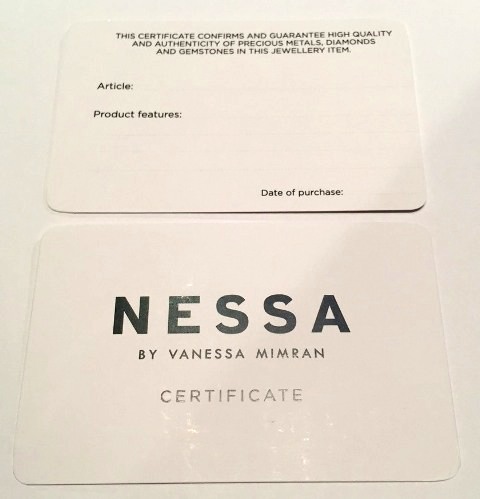 THIS CERTIFICATE CONFIRMS AND GUARANTEE HIGH QUALITY
AND AUTHENTICITY OF PRECIOUS METALS, DIAMONDS
AND GEMSTONES IN THIS JEWELLERY ITEM.
Article:
Product features:
Date of purchase:
NESSA
BY VANESSA MIMRAN
CERTIFICATE